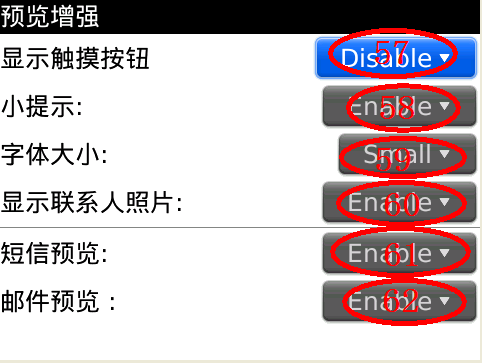 预览增强
显示触摸按钮 Disable 57
小提示: Enable 58
字体大小: Small 59
显示联系人照片: Enable 60
短信预览: Enable 61
邮件预览： Enable 62